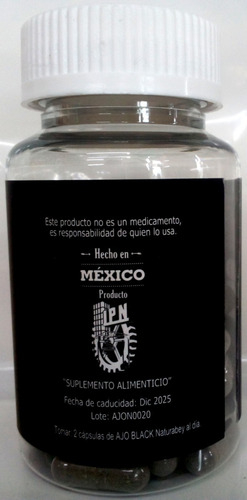 Este producto no es un medicamento,
es responsabilidad de quien lo usa.
Hecho en
MÉXICO
Producto
IPN
"SUPLEMENTO ALIMENTICIO"
Fecha de caducidad: Dic 2025
Lote: AJON0020
Tomar 2 cápsulas de AJO BLACK Naturabey al día